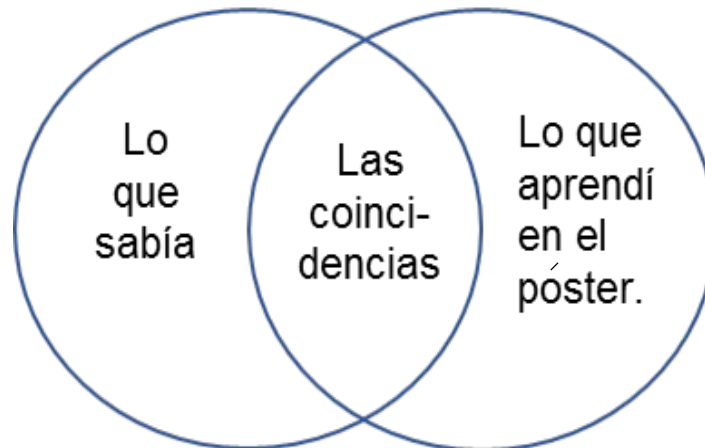 Lo
que
sabía
Las
coinci-
dencias
Lo que
aprendí
en el
póster.